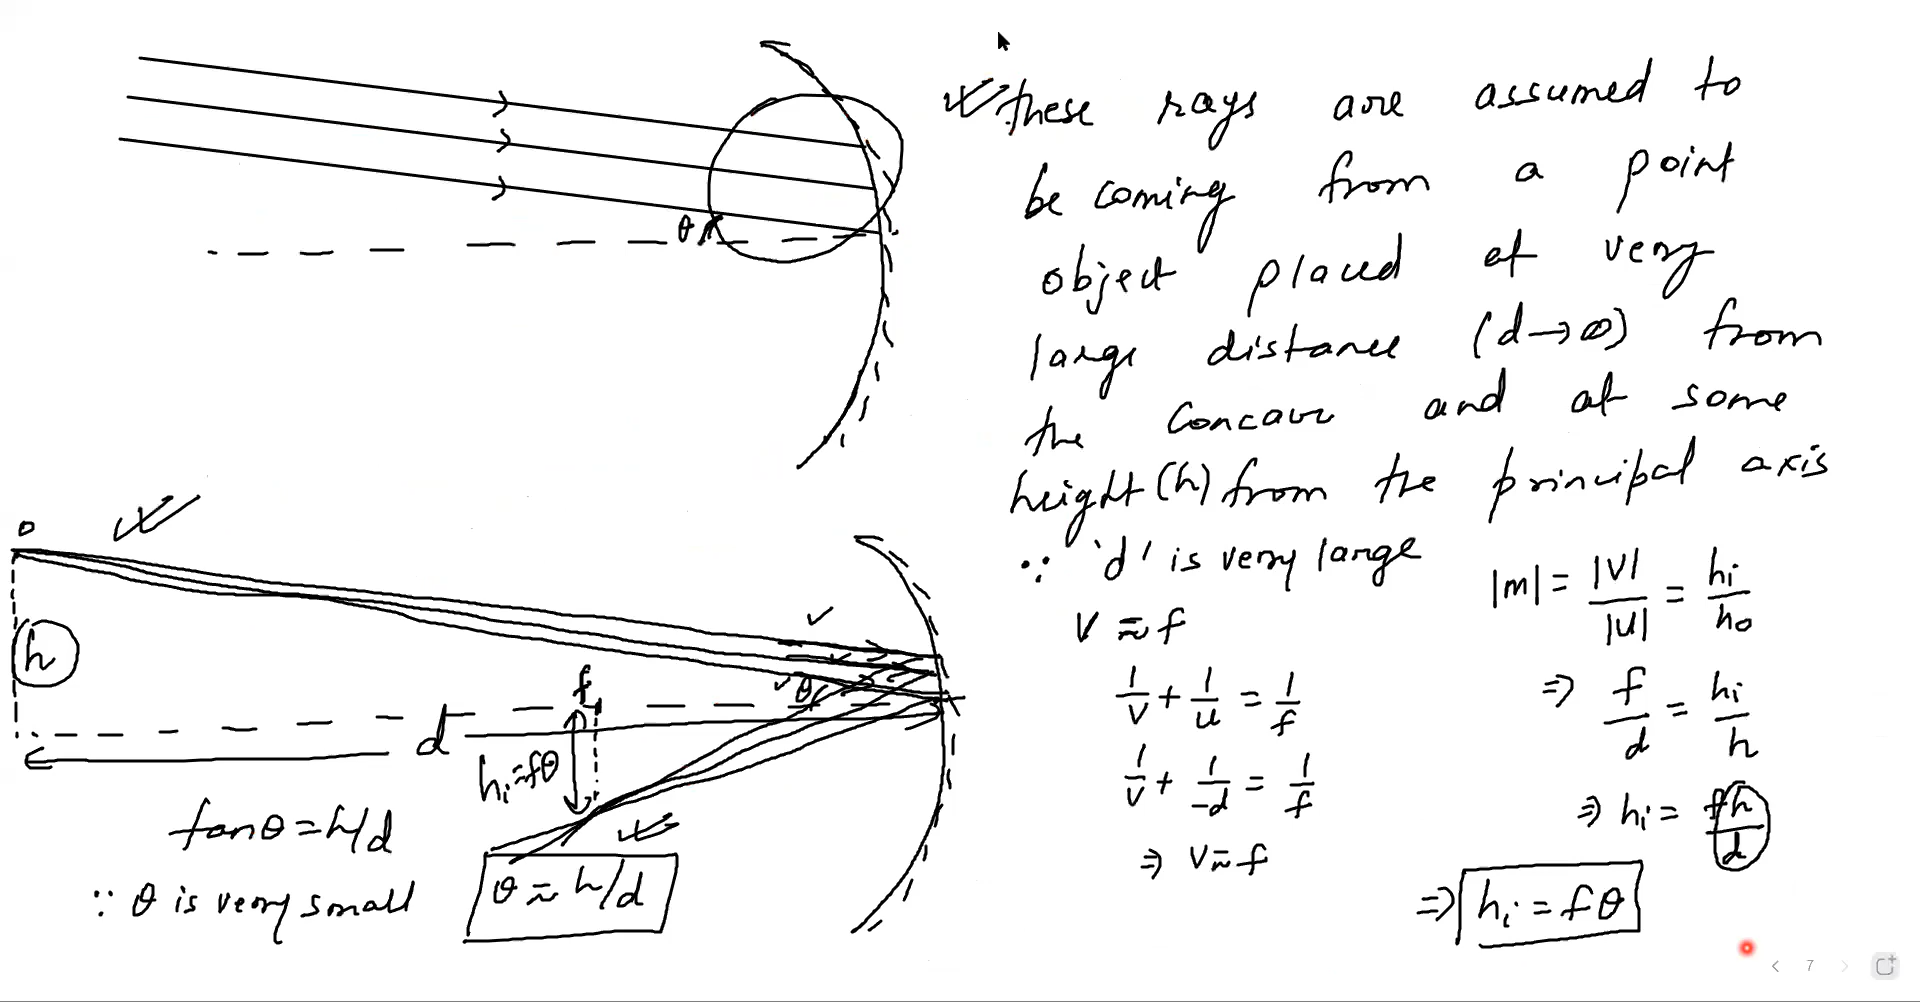 θ
these rays are assumed to
be coming from a point
object placed at very
large distance (d→∞) from
the concave and at some
height (h) from the principal axis
∵ 'd' is very large
V ≈ f
1/V + 1/u = 1/f
1/V + 1/-d = 1/f
⇒ V ≈ f
|m| = |V|/|u| = hi/ho
⇒ f/d = hi/h
⇒ hi = fh/d
⇒ hi = fθ
o
h
θ
f
d
hi = fθ
tanθ = h/d
∵ θ is very small
θ ≈ h/d
7